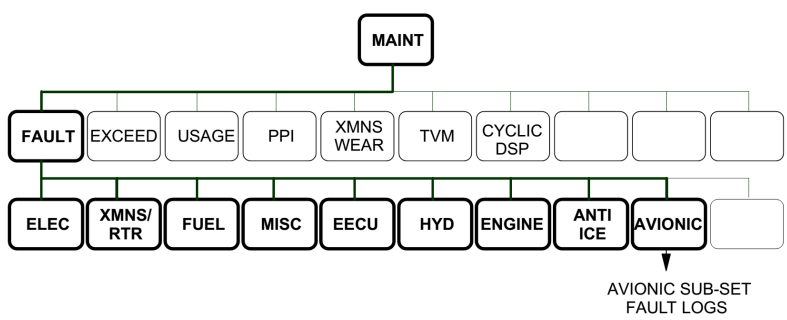 MAINT
FAULT
EXCEED
USAGE
PPI
XMNS
WEAR
TVM
CYCLIC
DSP
ELEC
XMNS/
RTR
FUEL
MISC
EECU
HYD
ENGINE
ANTI
ICE
AVIONIC
AVIONIC SUB-SET
FAULT LOGS